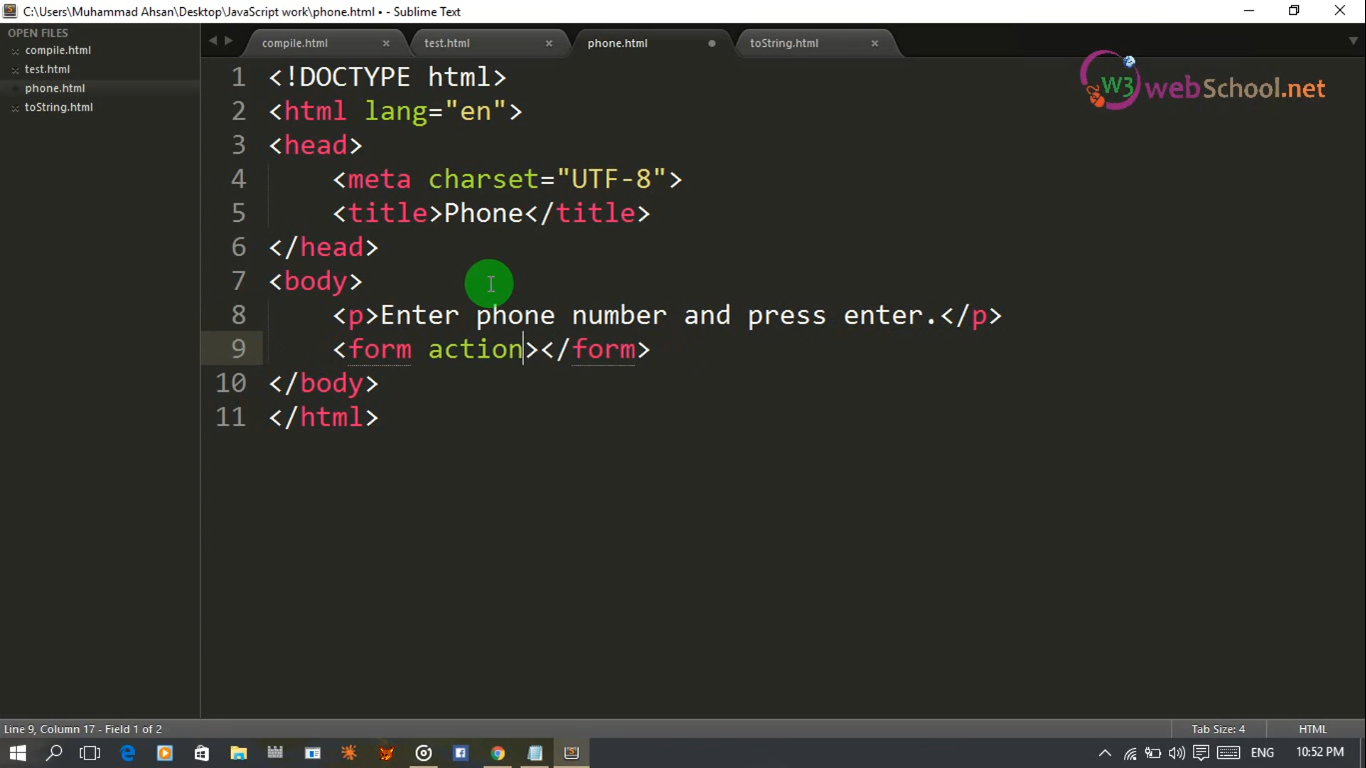 C:\Users\Muhammad Ahsan\Desktop\JavaScript work\phone.html • - Sublime Text
OPEN FILES
compile.html
test.html
phone.html
toString.html
compile.html
test.html
phone.html
toString.html
W3 webSchool.net
1 <!DOCTYPE html>
2 <html lang="en">
3 <head>
4 <meta charset="UTF-8">
5 <title>Phone</title>
6 </head>
7 <body>
8 <p>Enter phone number and press enter.</p>
9 <form action></form>
10 </body>
11 </html>
Line 9, Column 17 - Field 1 of 2
Tab Size: 4
HTML
ENG
10:52 PM